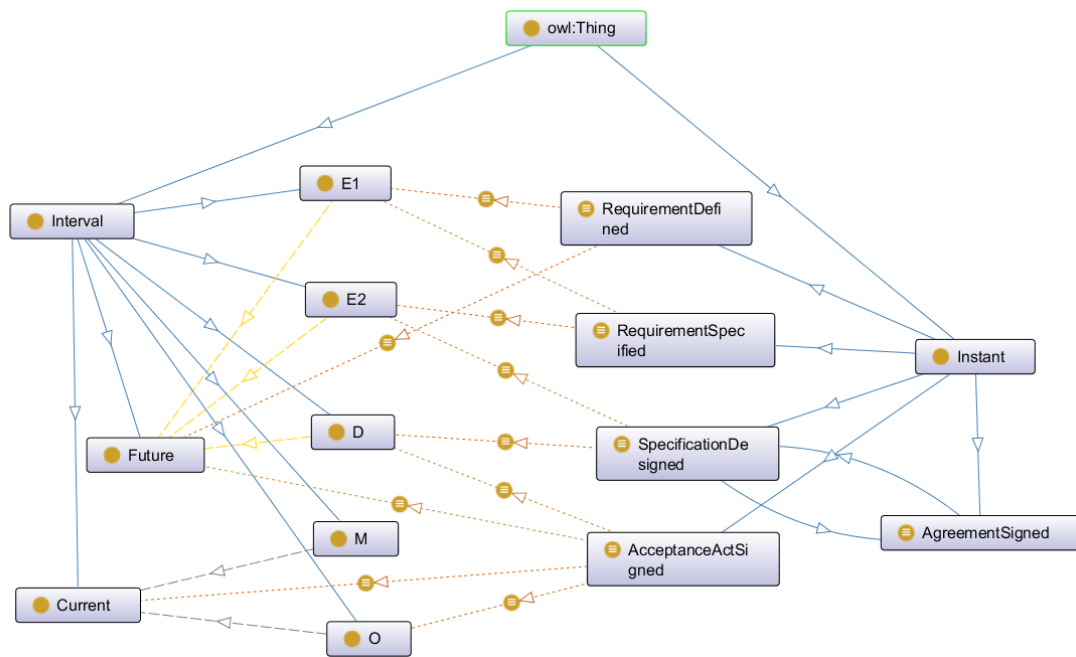 owl:Thing
E1
RequirementDefi
ned
Interval
E2
RequirementSpec
ified
Instant
D
SpecificationDe
signed
Future
M
AgreementSigned
AcceptanceActSi
gned
Current
O